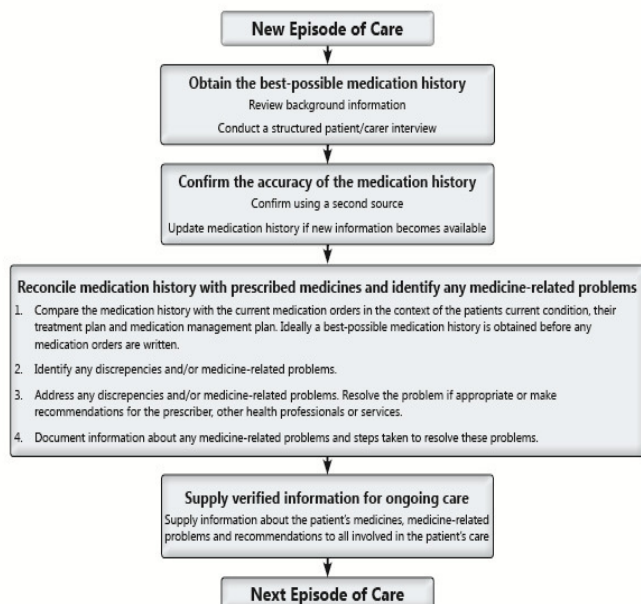 New Episode of Care
Obtain the best-possible medication history
Review background information
Conduct a structured patient/carer interview
Confirm the accuracy of the medication history
Confirm using a second source
Update medication history if new information becomes available
Reconcile medication history with prescribed medicines and identify any medicine-related problems
1. Compare the medication history with the current medication orders in the context of the patients current condition, their
treatment plan and medication management plan. Ideally a best-possible medication history is obtained before any
medication orders are written.
2. Identify any discrepancies and/or medicine-related problems.
3. Address any discrepancies and/or medicine-related problems. Resolve the problem if appropriate or make
recommendations for the prescriber, other health professionals or services.
4. Document information about any medicine-related problems and steps taken to resolve these problems.
Supply verified information for ongoing care
Supply information about the patient's medicines, medicine-related
problems and recommendations to all involved in the patient's care
Next Episode of Care